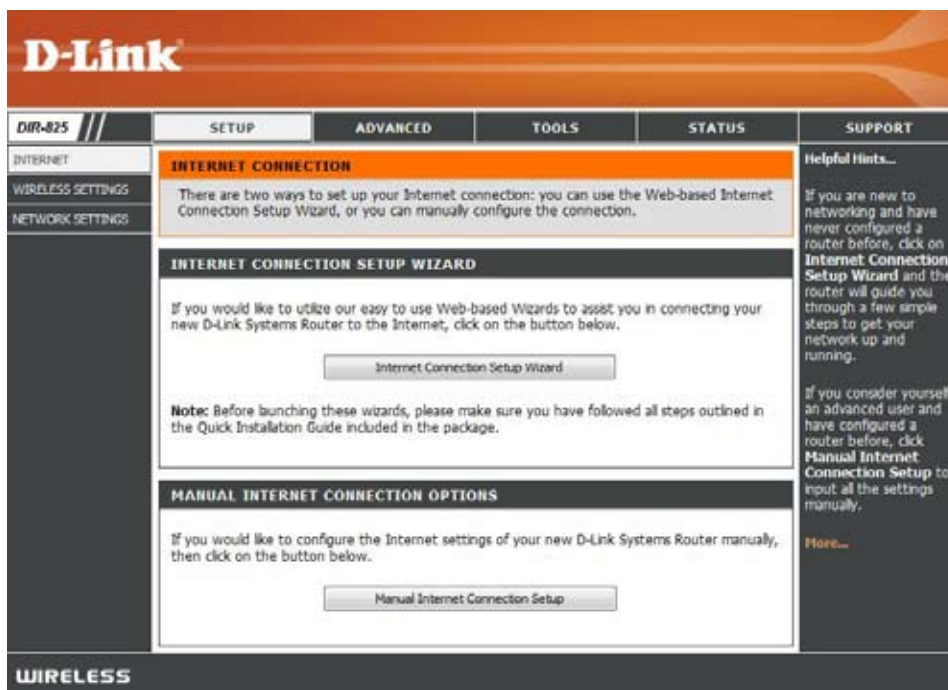 D-Link
DIR-825
SETUP
ADVANCED
TOOLS
STATUS
SUPPORT
INTERNET
WIRELESS SETTINGS
NETWORK SETTINGS
INTERNET CONNECTION
There are two ways to set up your Internet connection: you can use the Web-based Internet
Connection Setup Wizard, or you can manually configure the connection.
INTERNET CONNECTION SETUP WIZARD
If you would like to utilize our easy to use Web-based Wizards to assist you in connecting your
new D-Link Systems Router to the Internet, click on the button below.
Internet Connection Setup Wizard
Note: Before launching these wizards, please make sure you have followed all steps outlined in
the Quick Installation Guide included in the package.
MANUAL INTERNET CONNECTION OPTIONS
If you would like to configure the Internet settings of your new D-Link Systems Router manually,
then click on the button below.
Manual Internet Connection Setup
Helpful Hints...
If you are new to
networking and have
never configured a
router before, click on
Internet Connection
Setup Wizard and the
router will guide you
through a few simple
steps to get your
network up and
running.
If you consider yourself
an advanced user and
have configured a
router before, click
Manual Internet
Connection Setup to
input all the settings
manually.
More...
WIRELESS